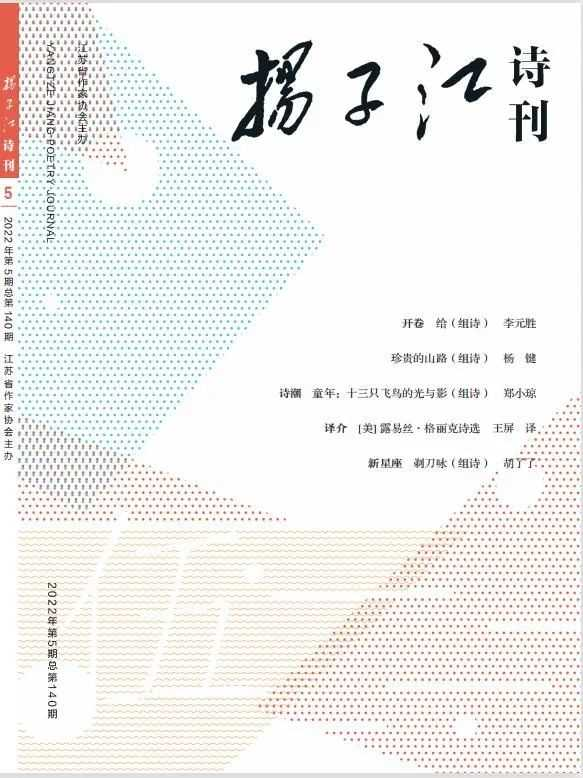 揚子江
诗刊
江苏省作家协会主办
YANGTZE JIANG POETRY JOURNAL
揚子江
诗刊
5
2022年第5期总第140期
江苏省作家协会主办
开卷 给(组诗) 李元胜
珍贵的山路(组诗) 杨 键
诗潮 童年:十三只飞鸟的光与影(组诗) 郑小琼
译介 [美]露易丝·格丽克诗选 王屏 译
新星座 剃刀咏(组诗) 胡了了
2022年第5期总第140期